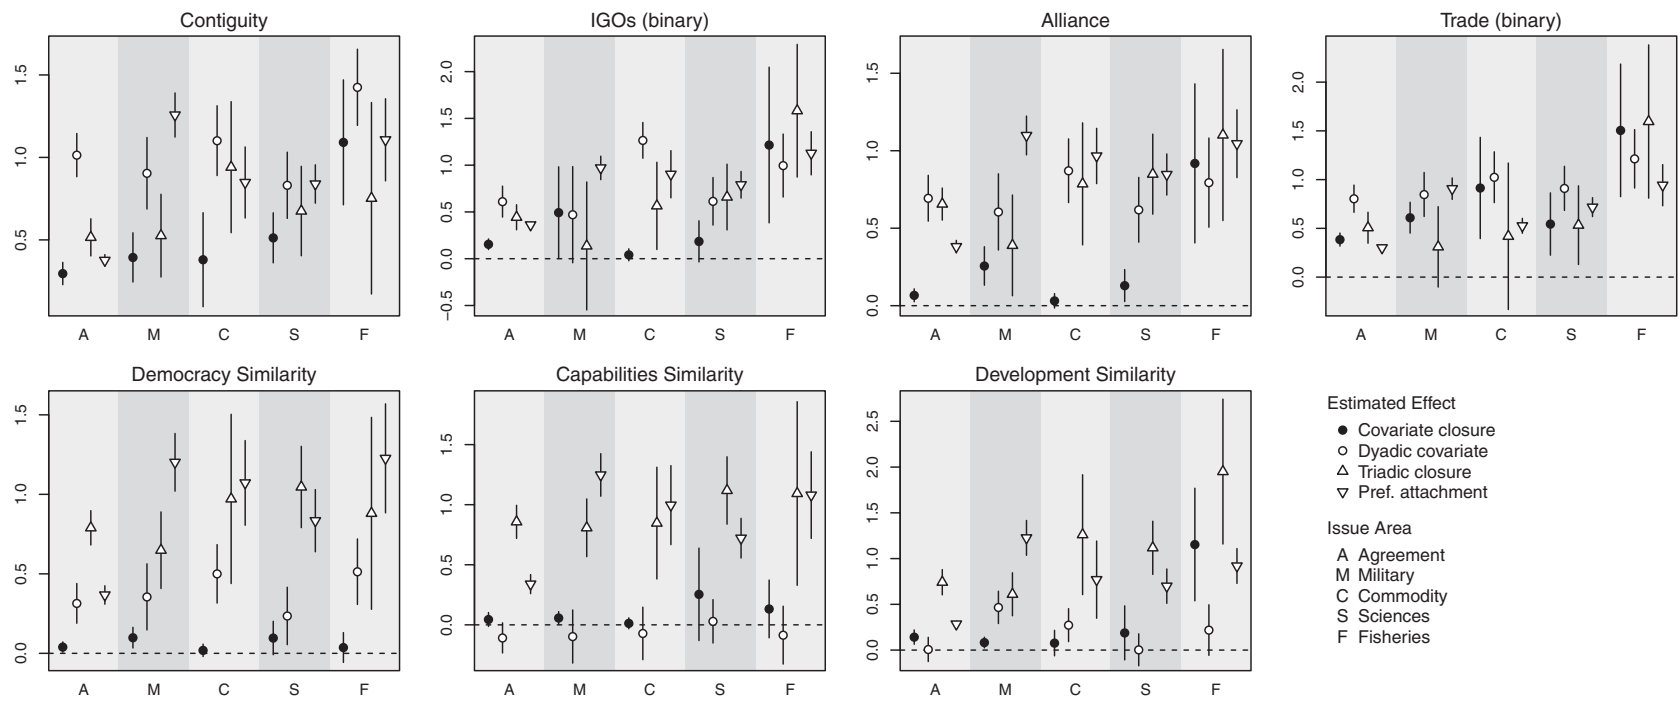 Contiguity
0.5 1.0 1.5
A M C S F
IGOs (binary)
−0.5 0.0 0.5 1.0 1.5 2.0
A M C S F
Alliance
0.0 0.5 1.0 1.5
A M C S F
Trade (binary)
0.0 0.5 1.0 1.5 2.0
A M C S F
Democracy Similarity
0.0 0.5 1.0 1.5
A M C S F
Capabilities Similarity
0.0 0.5 1.0 1.5
A M C S F
Development Similarity
0.0 0.5 1.0 1.5 2.0 2.5
A M C S F
Estimated Effect
Covariate closure
Dyadic covariate
Triadic closure
Pref. attachment
Issue Area
A Agreement
M Military
C Commodity
S Sciences
F Fisheries